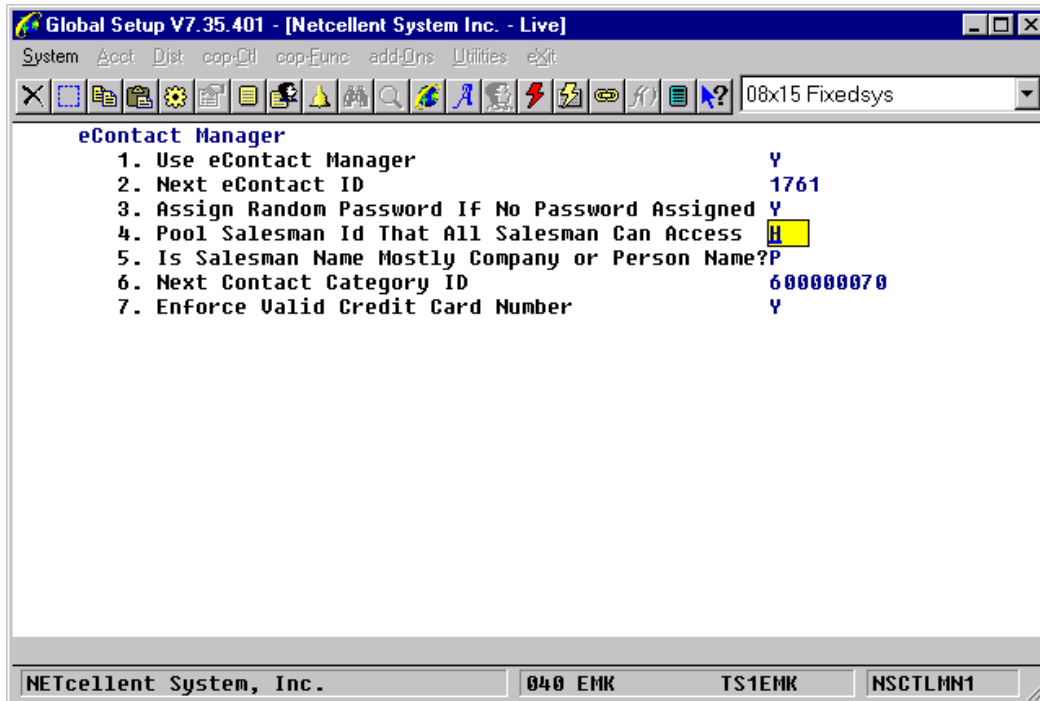 Global Setup V7.35.401 - [Netcellent System Inc. - Live]
System Acct Dist cop-Ctl cop-Func add-Ons Utilities eXit
08x15 Fixedsys
eContact Manager
1. Use eContact Manager Y
2. Next eContact ID 1761
3. Assign Random Password If No Password Assigned Y
4. Pool Salesman Id That All Salesman Can Access H
5. Is Salesman Name Mostly Company or Person Name?P
6. Next Contact Category ID 600000070
7. Enforce Valid Credit Card Number Y
NETcellent System, Inc. 040 EMK TS1EMK NSCTLMN1